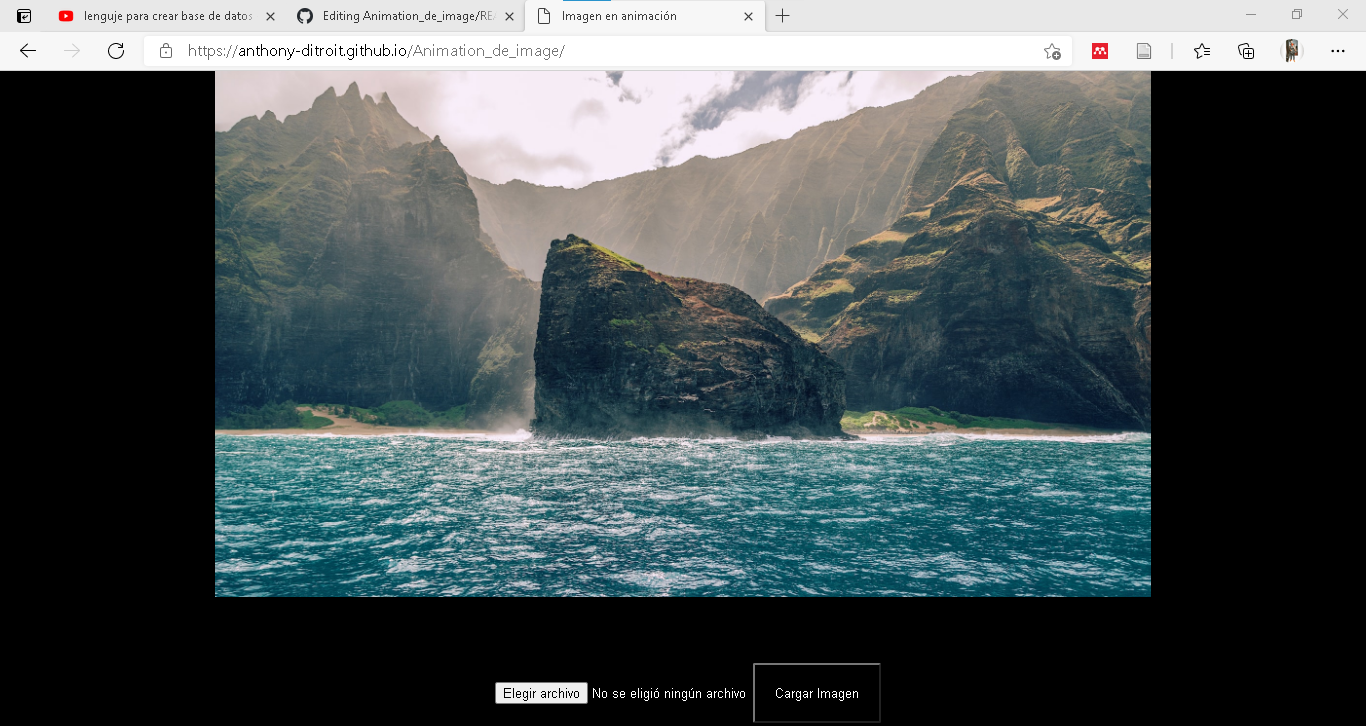 lenguje para crear base de datos
Editing Animation_de_image/REA
Imagen en animación
https://anthony-ditroit.github.io/Animation_de_image/
Elegir archivo No se eligió ningún archivo Cargar Imagen